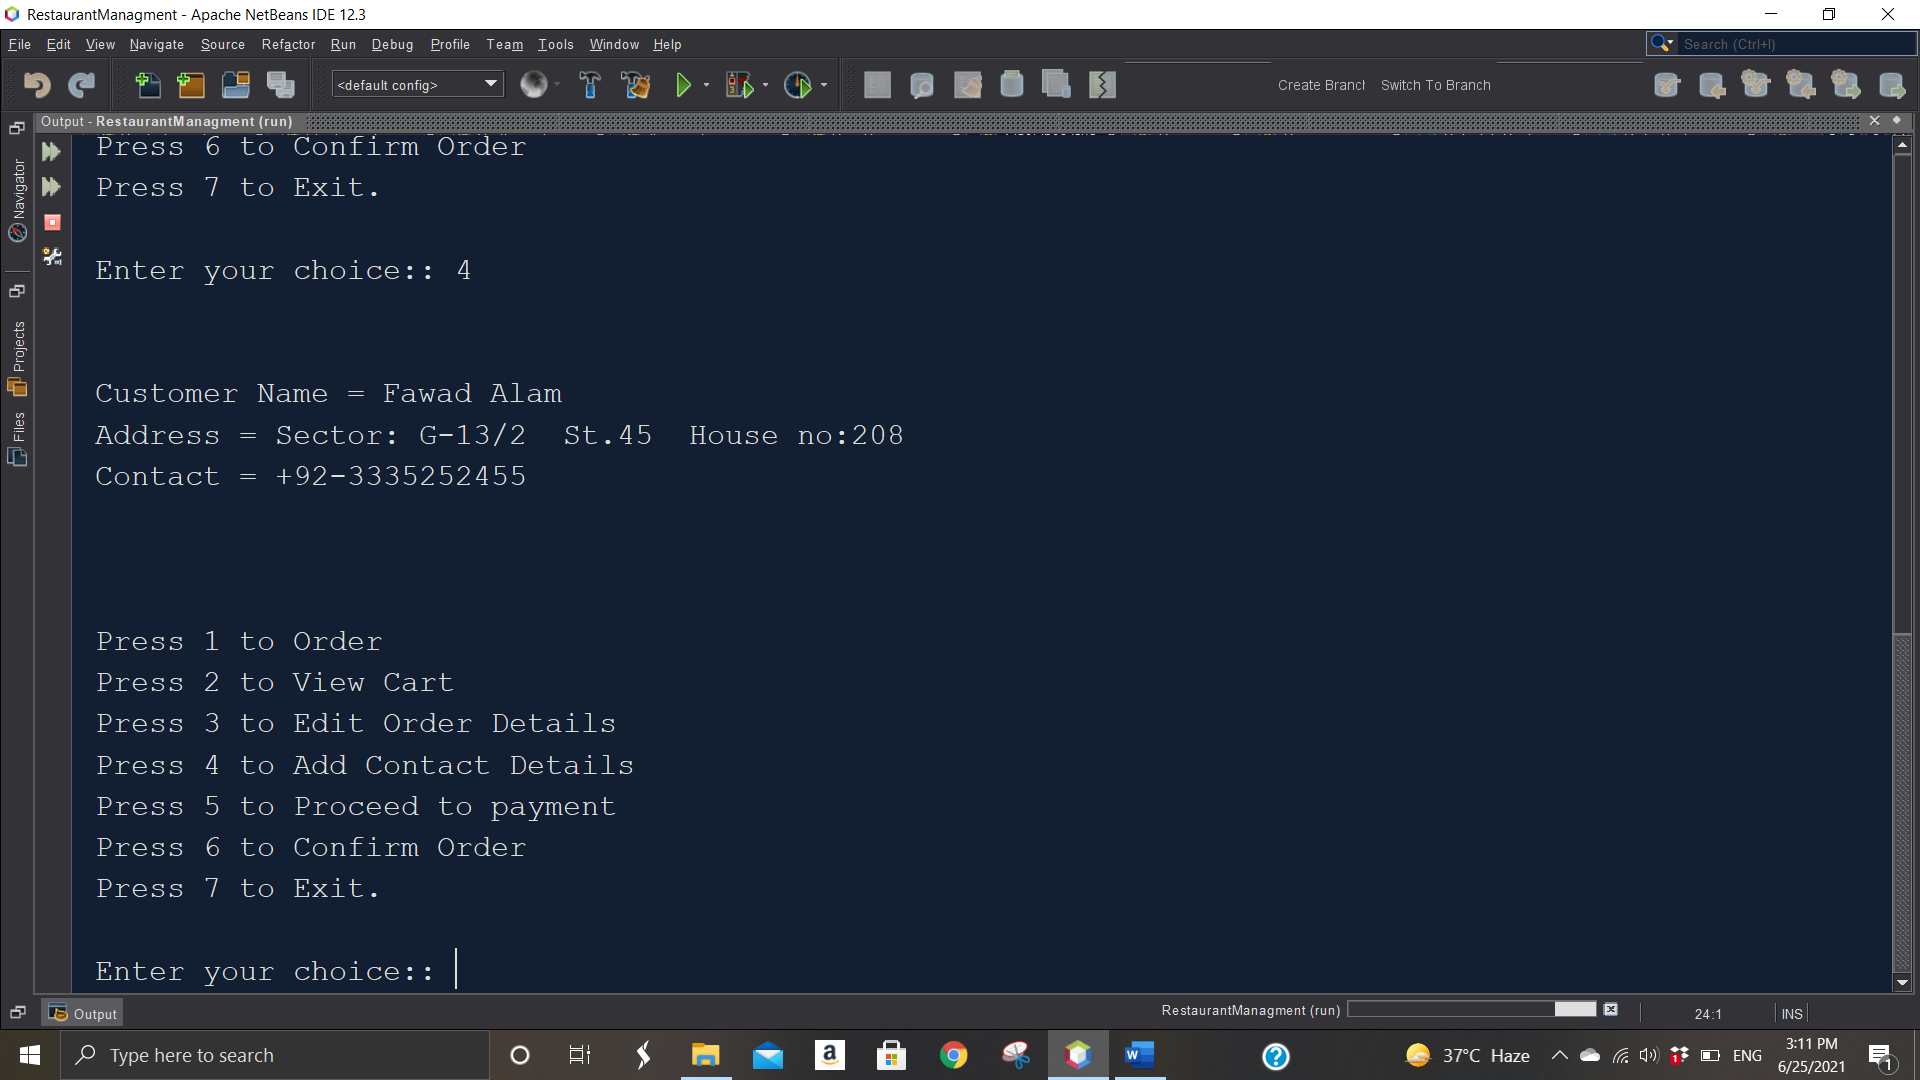 RestaurantManagment - Apache NetBeans IDE 12.3
File Edit View Navigate Source Refactor Run Debug Profile Team Tools Window Help
Search (Ctrl+I)
<default config>
Create Branch Switch To Branch
Output - RestaurantManagment (run)
Navigator
Projects
Files
Press 6 to Confirm Order
Press 7 to Exit.
Enter your choice:: 4
Customer Name = Fawad Alam
Address = Sector: G-13/2  St.45  House no:208
Contact = +92-3335252455
Press 1 to Order
Press 2 to View Cart
Press 3 to Edit Order Details
Press 4 to Add Contact Details
Press 5 to Proceed to payment
Press 6 to Confirm Order
Press 7 to Exit.
Enter your choice::
Output
RestaurantManagment (run)
24:1
INS
Type here to search
37°C Haze
ENG
3:11 PM
6/25/2021
1